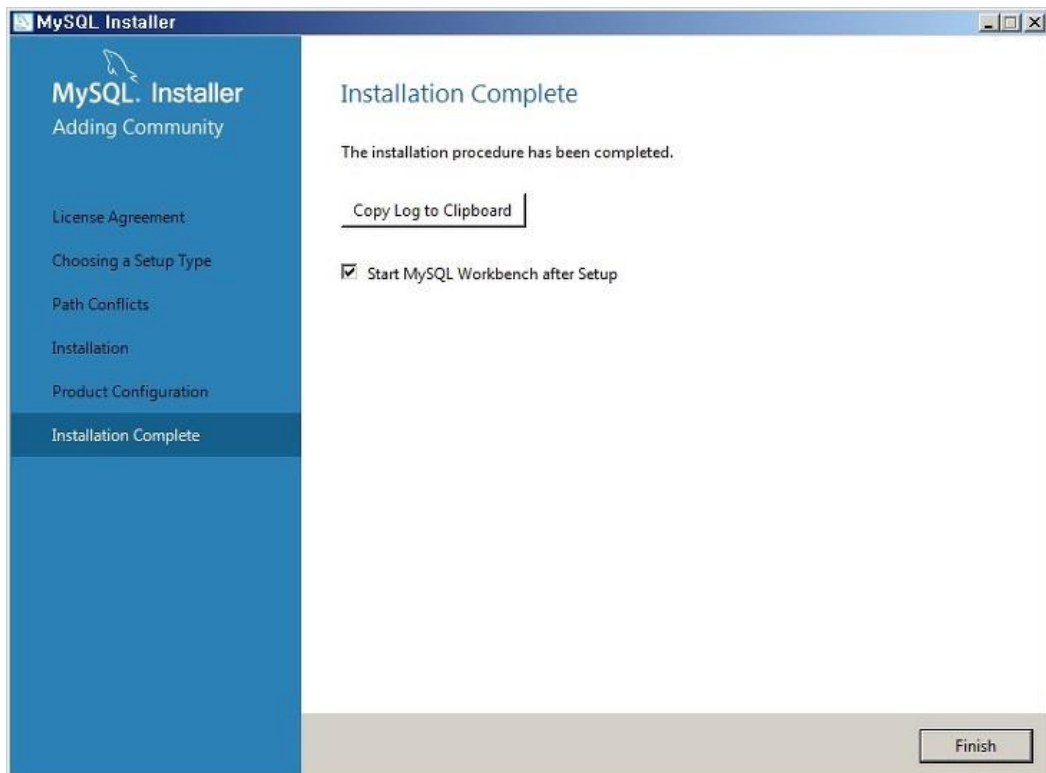 MySQL Installer
MySQL. Installer
Adding Community
License Agreement
Choosing a Setup Type
Path Conflicts
Installation
Product Configuration
Installation Complete
Installation Complete
The installation procedure has been completed.
Copy Log to Clipboard
Start MySQL Workbench after Setup
Finish